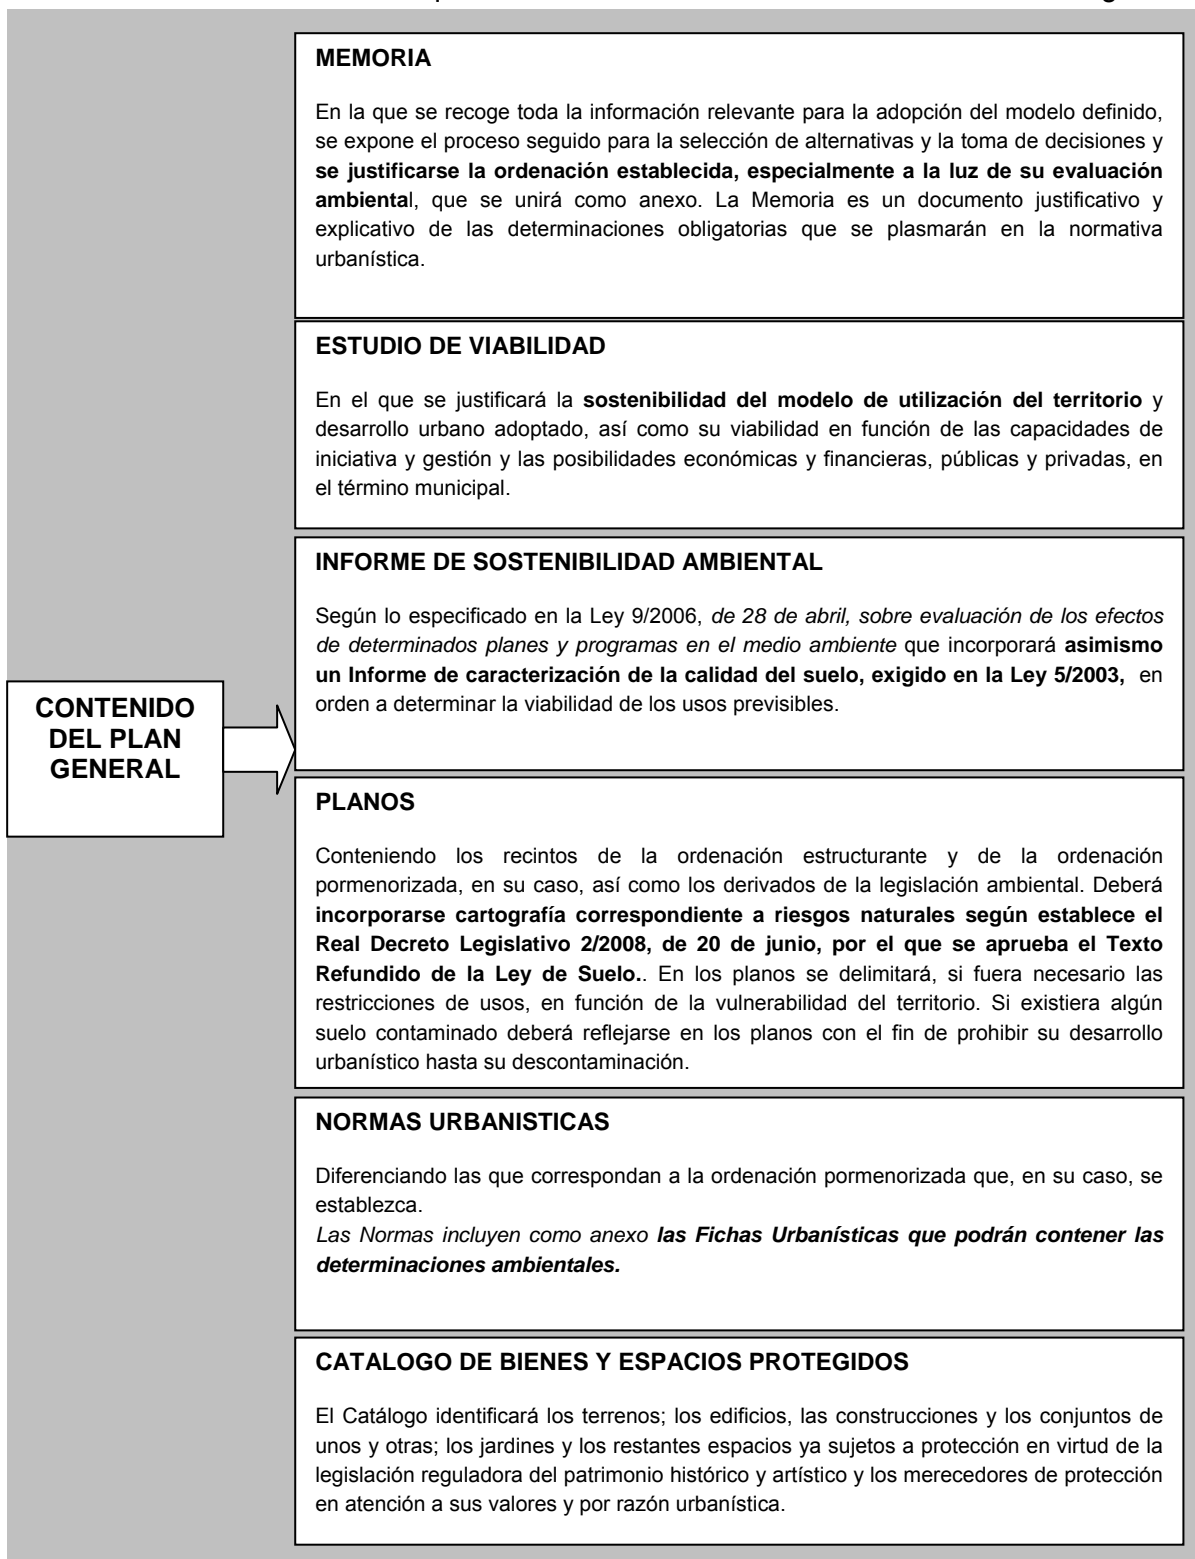 MEMORIA
En la que se recoge toda la información relevante para la adopción del modelo definido,
se expone el proceso seguido para la selección de alternativas y la toma de decisiones y
se justificarse la ordenación establecida, especialmente a la luz de su evaluación
ambiental, que se unirá como anexo. La Memoria es un documento justificativo y
explicativo de las determinaciones obligatorias que se plasmarán en la normativa
urbanística.
ESTUDIO DE VIABILIDAD
En el que se justificará la sostenibilidad del modelo de utilización del territorio y
desarrollo urbano adoptado, así como su viabilidad en función de las capacidades de
iniciativa y gestión y las posibilidades económicas y financieras, públicas y privadas, en
el término municipal.
INFORME DE SOSTENIBILIDAD AMBIENTAL
Según lo especificado en la Ley 9/2006, de 28 de abril, sobre evaluación de los efectos
de determinados planes y programas en el medio ambiente que incorporará asimismo
un Informe de caracterización de la calidad del suelo, exigido en la Ley 5/2003, en
orden a determinar la viabilidad de los usos previsibles.
CONTENIDO
DEL PLAN
GENERAL
PLANOS
Conteniendo los recintos de la ordenación estructurante y de la ordenación
pormenorizada, en su caso, así como los derivados de la legislación ambiental. Deberá
incorporarse cartografía correspondiente a riesgos naturales según establece el
Real Decreto Legislativo 2/2008, de 20 de junio, por el que se aprueba el Texto
Refundido de la Ley de Suelo.. En los planos se delimitará, si fuera necesario las
restricciones de usos, en función de la vulnerabilidad del territorio. Si existiera algún
suelo contaminado deberá reflejarse en los planos con el fin de prohibir su desarrollo
urbanístico hasta su descontaminación.
NORMAS URBANISTICAS
Diferenciando las que correspondan a la ordenación pormenorizada que, en su caso, se
establezca.
Las Normas incluyen como anexo las Fichas Urbanísticas que podrán contener las
determinaciones ambientales.
CATALOGO DE BIENES Y ESPACIOS PROTEGIDOS
El Catálogo identificará los terrenos; los edificios, las construcciones y los conjuntos de
unos y otras; los jardines y los restantes espacios ya sujetos a protección en virtud de la
legislación reguladora del patrimonio histórico y artístico y los merecedores de protección
en atención a sus valores y por razón urbanística.